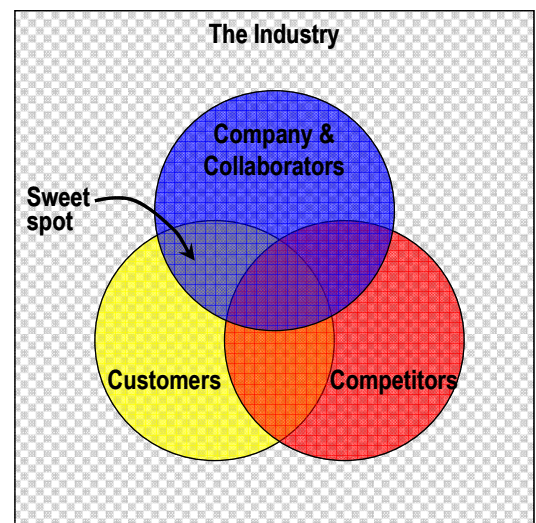 The Industry
Company &
Collaborators
Sweet
spot
Customers
Competitors